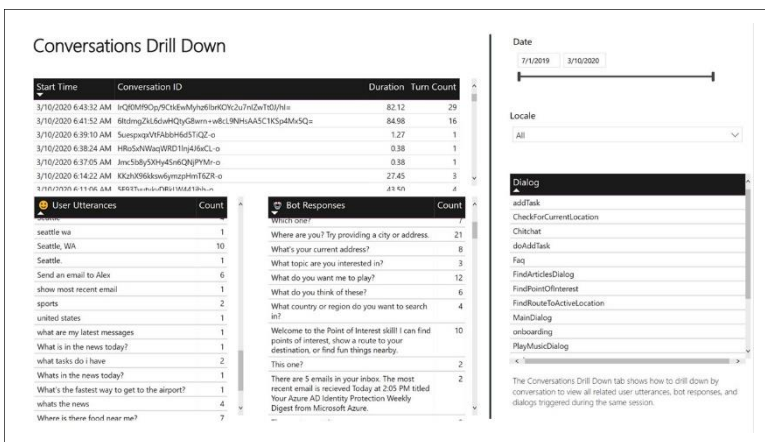 Conversations Drill Down
Start Time Conversation ID Duration Turn Count
3/10/2020 6:43:32 AM 82.12 29
3/10/2020 6:41:52 AM 84.98 16
3/10/2020 6:39:10 AM 5uespxqxVtFAbbH6d5TiQZ-o 1.27 1
3/10/2020 6:38:24 AM HRoSxNWaqWRD1Inj4J6xCL-o 0.38 1
3/10/2020 6:37:05 AM Jmc5b8y5XHy4Sn6QNjPYMr-o 0.38 1
3/10/2020 6:14:22 AM KKzhX96kksw6ymzpHmT6ZR-o 27.45 3
3/10/2020 6:11:06 AM 43.50 4
User Utterances Count
Seattle 4
seattle wa 1
Seattle, WA 10
Seattle. 1
Send an email to Alex 6
show most recent email 1
sports 2
united states 1
what are my latest messages 1
What is in the news today? 1
what tasks do i have 2
Whats in the news today? 1
What's the fastest way to get to the airport? 1
whats the news 4
Where is there food near me? 7
Bot Responses Count
Which one? 7
Where are you? Try providing a city or address. 21
What's your current address? 8
What topic are you interested in? 3
What do you want me to play? 12
What do you think of these? 6
What country or region do you want to search 4
in?
Welcome to the Point of Interest skill! I can find 10
points of interest, show a route to your
destination, or find fun things nearby.
This one? 2
There are 5 emails in your inbox. The most 2
recent email is recieved Today at 2:05 PM titled
Your Azure AD Identity Protection Weekly
Digest from Microsoft Azure.
Date
7/1/2019 3/10/2020
Locale
All
Dialog
addTask
CheckForCurrentLocation
Chitchat
doAddTask
Faq
FindArticlesDialog
FindPointOfInterest
FindRouteToActiveLocation
MainDialog
onboarding
PlayMusicDialog
The Conversations Drill Down tab shows how to drill down by
conversation to view all related user utterances, bot responses, and
dialogs triggered during the same session.